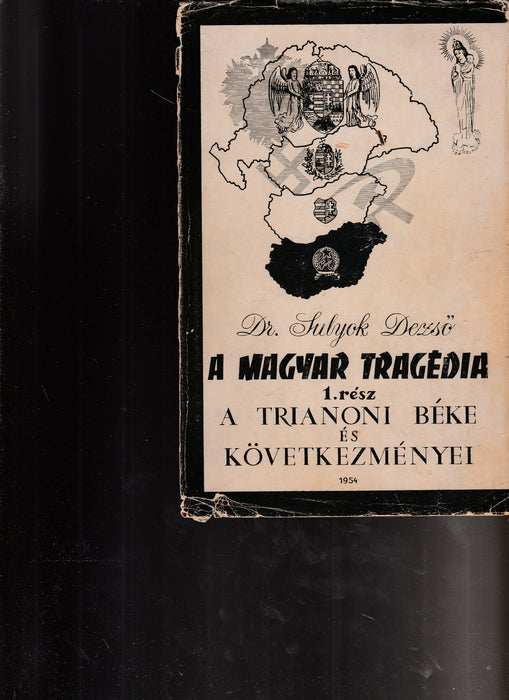 Dr. Sulyok Dezső
A MAGYAR TRAGÉDIA
1. rész
A TRIANONI BÉKE
ÉS
KÖVETKEZMÉNYEI
1954